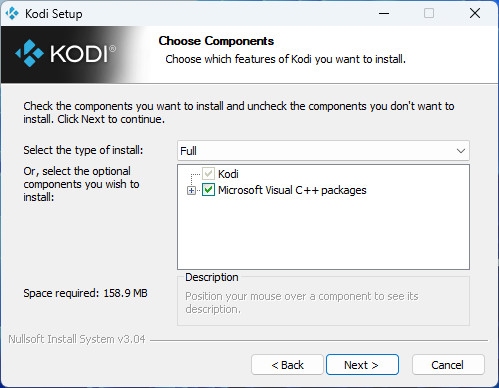 Kodi Setup
KODI®
Choose Components
Choose which features of Kodi you want to install.
Check the components you want to install and uncheck the components you don't want to
install. Click Next to continue.
Select the type of install:
Full
Or, select the optional
components you wish to
install:
Kodi
Microsoft Visual C++ packages
Space required: 158.9 MB
Description
Position your mouse over a component to see its
description.
Nullsoft Install System v3.04
< Back
Next >
Cancel